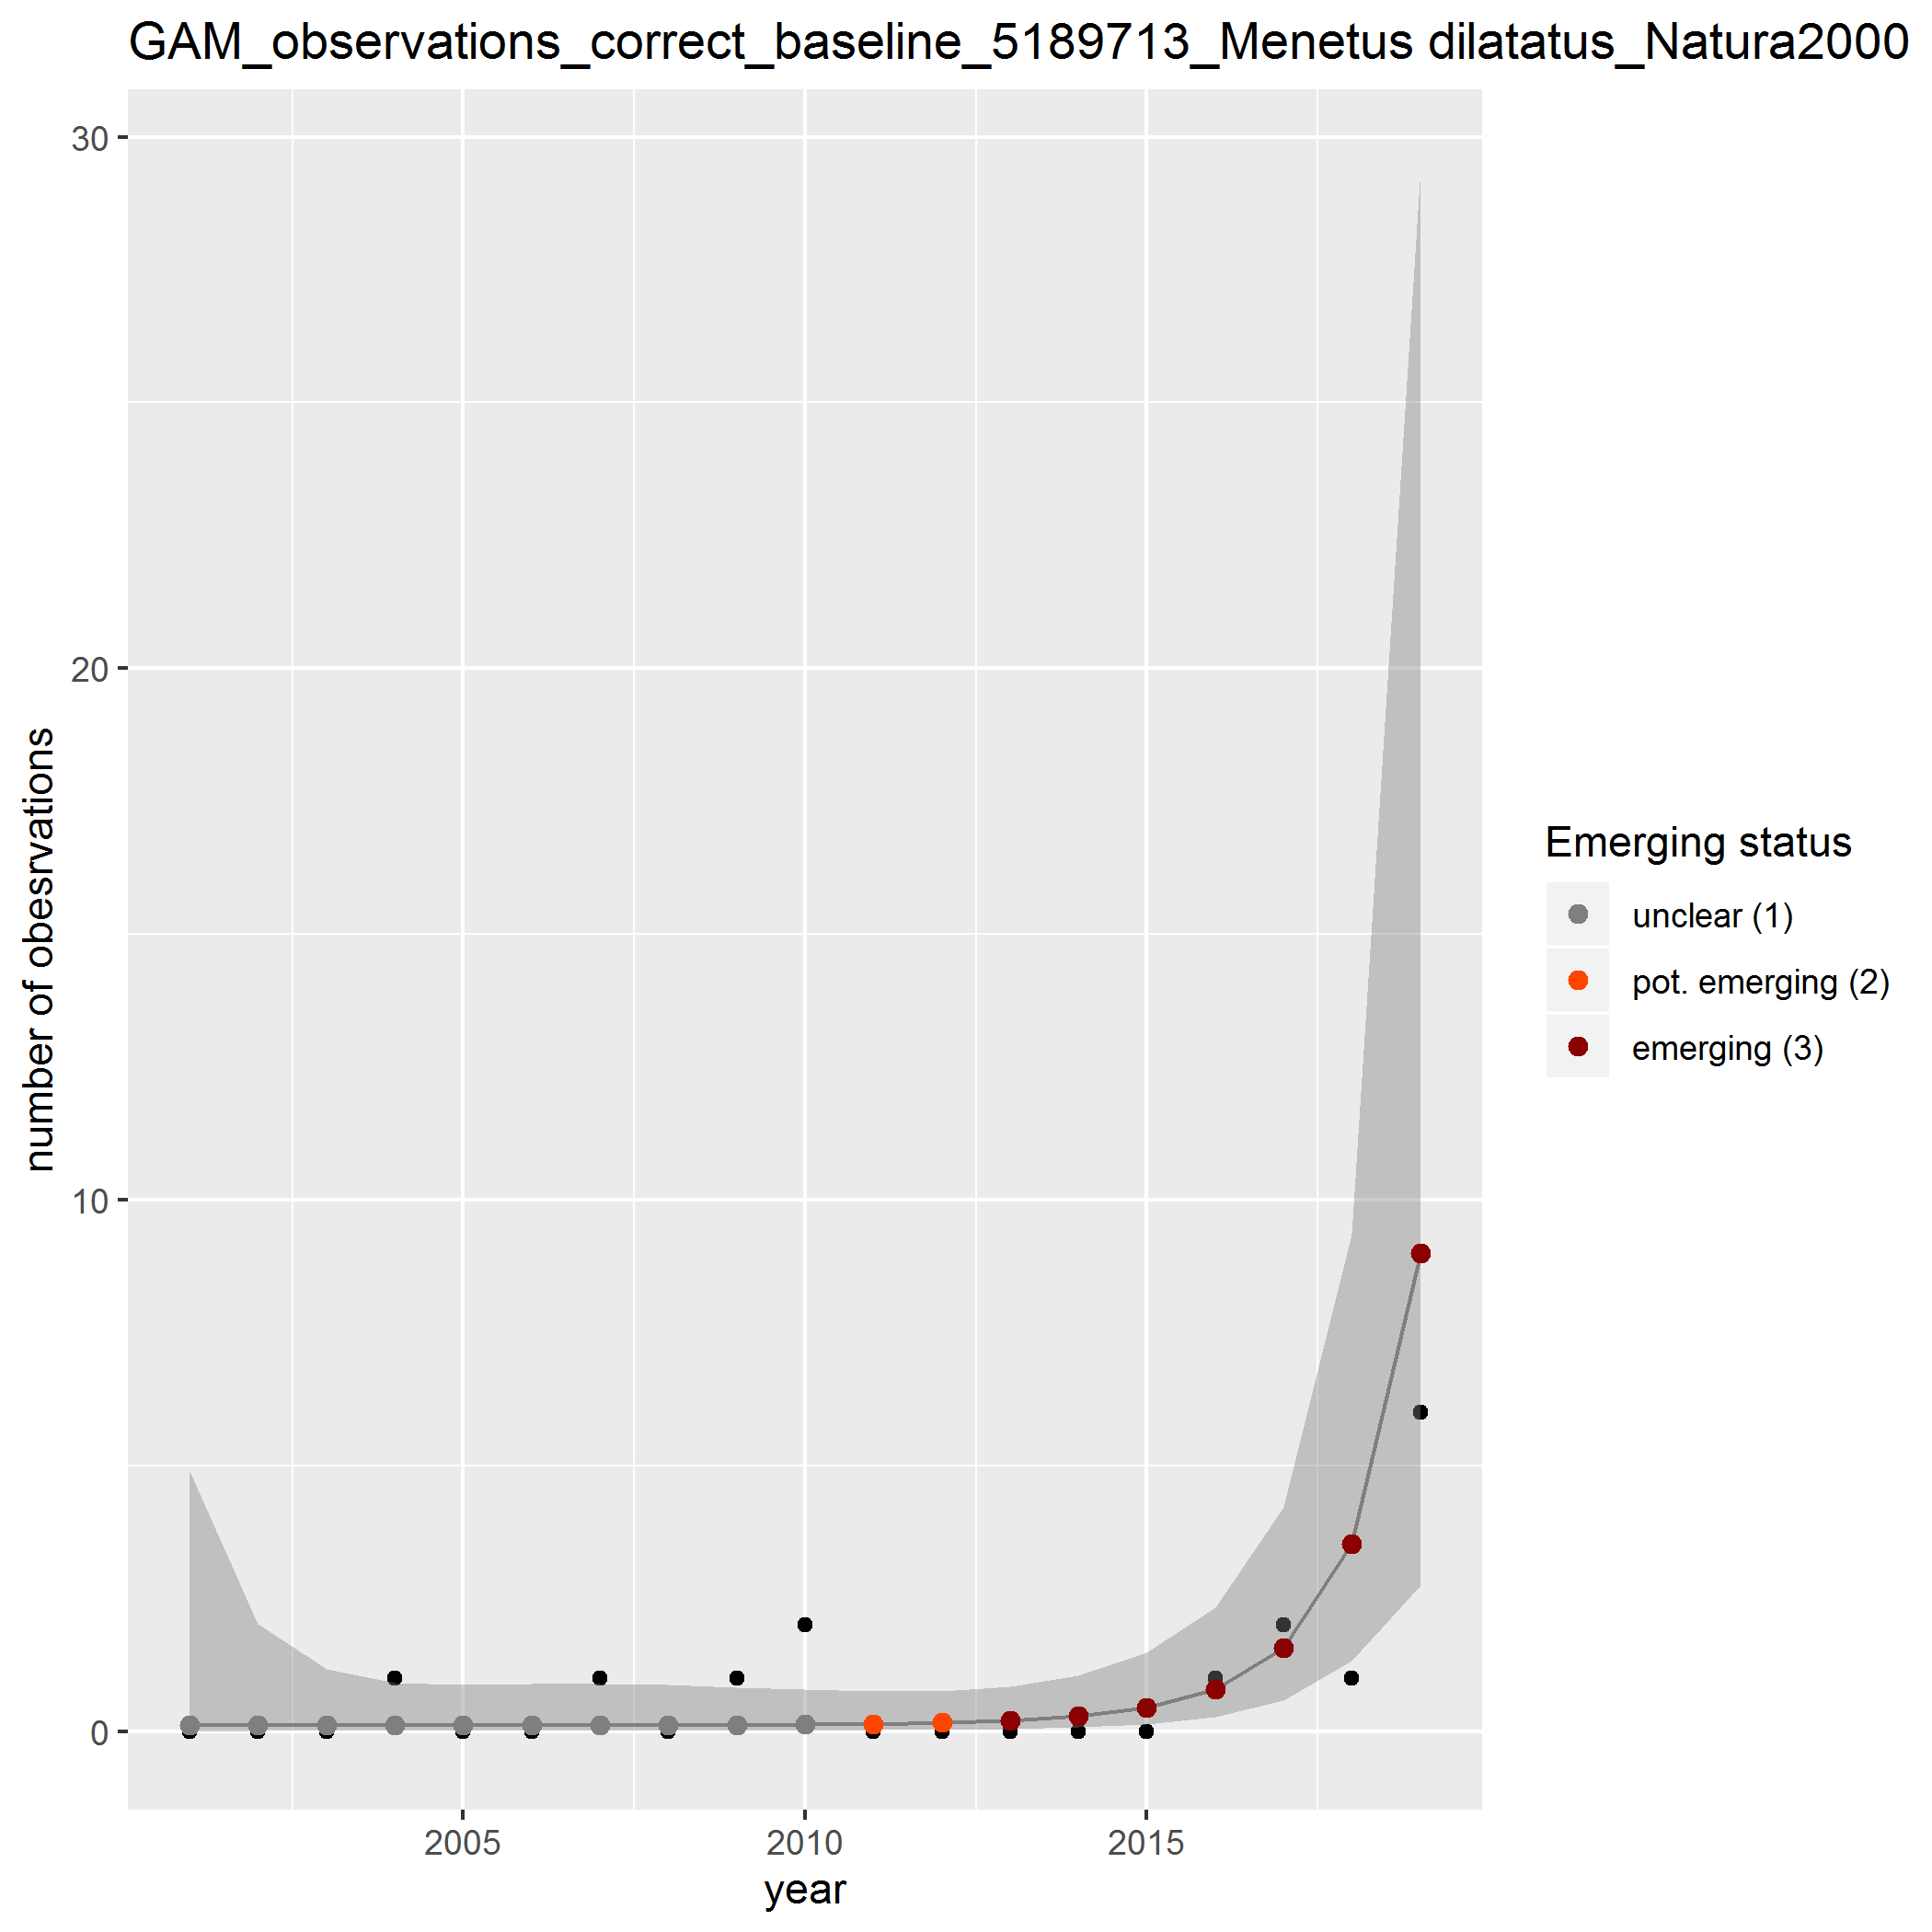 GAM_observations_correct_baseline_5189713_Menetus dilatatus_Natura2000
30
20
10
0
number of obesrvations
2005
2010
2015
year
Emerging status
unclear (1)
pot. emerging (2)
emerging (3)